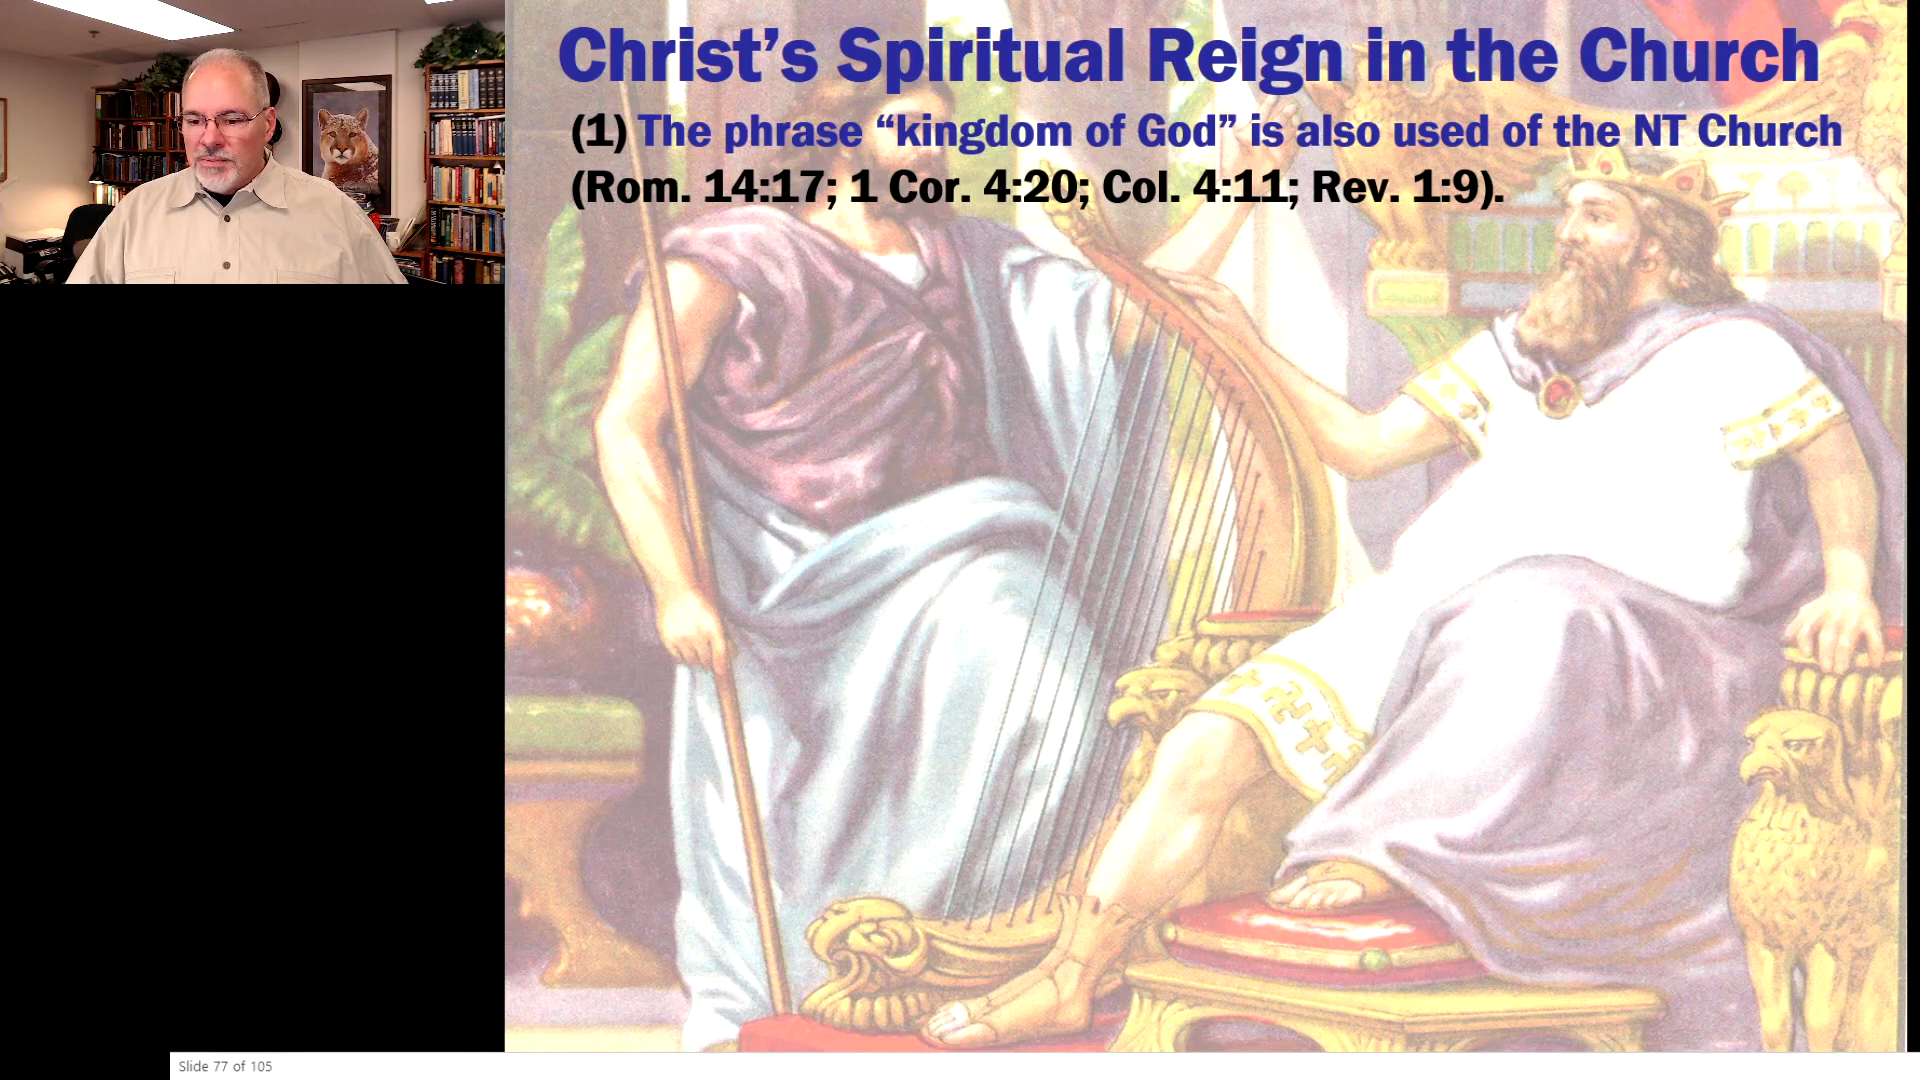 Christ’s Spiritual Reign in the Church
(1) The phrase “kingdom of God” is also used of the NT Church
(Rom. 14:17; 1 Cor. 4:20; Col. 4:11; Rev. 1:9).
Slide 77 of 105